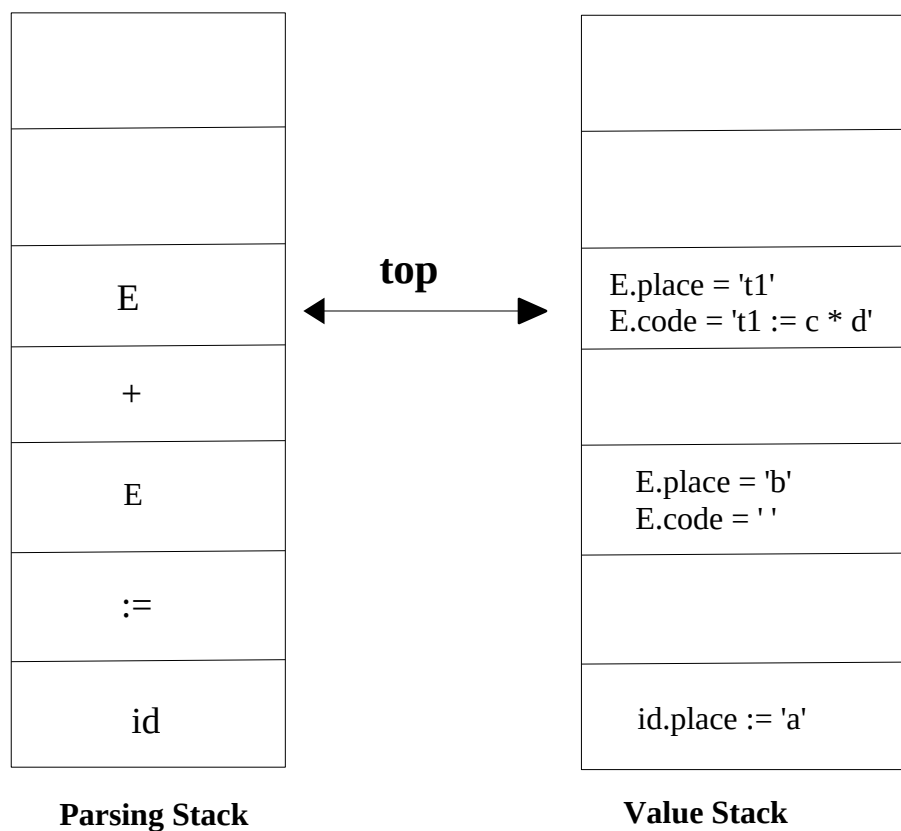 top
E
E.place = 't1'
E.code = 't1 := c * d'
+
E
E.place = 'b'
E.code = ' '
:=
id
id.place := 'a'
Parsing Stack
Value Stack